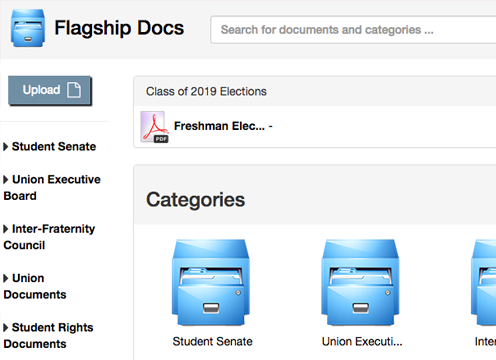 Flagship Docs
Search for documents and categories ...
Upload
Class of 2019 Elections
PDF
Freshman Elec... -
Student Senate
Union Executive
Board
Inter-Fraternity
Council
Union
Documents
Student Rights
Documents
Categories
Student Senate
Union Executi...
Inter